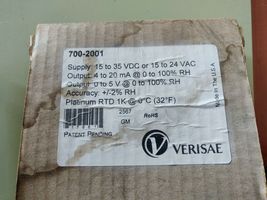 700-2001
Supply: 15 to 35 VDC or 15 to 24 VAC
Output: 4 to 20 mA @ 0 to 100% RH
Output: 0 to 5 V @ 0 to 100% RH
Accuracy: +/-2% RH
Platinum RTD 1K @ 0°C (32°F)
2567
GM
RoHS
PATENT PENDING
VERISAE
Made in The U.S.A